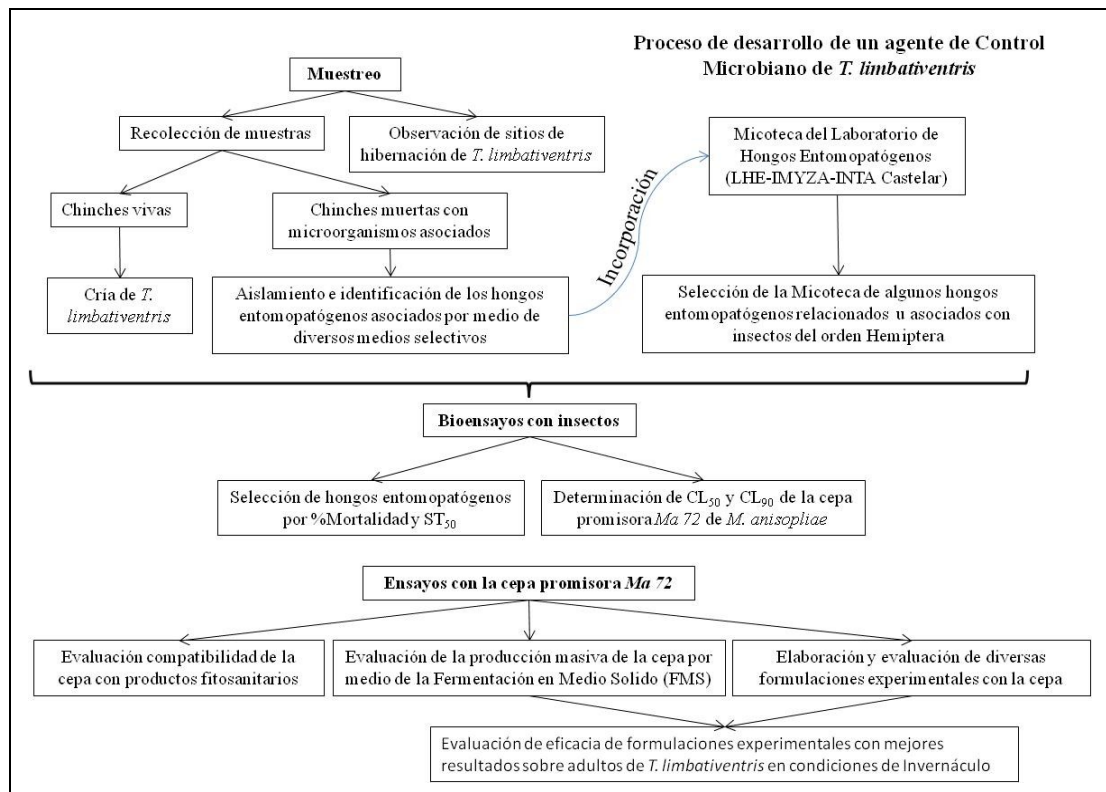 Proceso de desarrollo de un agente de Control
Microbiano de T. limbativentris
Muestreo
Recolección de muestras
Observación de sitios de
hibernación de T. limbativentris
Chinches vivas
Chinches muertas con
microorganismos asociados
Cría de T.
limbativentris
Aislamiento e identificación de los hongos
entomopatógenos asociados por medio de
diversos medios selectivos
Incorporación
Micoteca del Laboratorio de
Hongos Entomopatógenos
(LHE-IMYZA-INTA Castelar)
Selección de la Micoteca de algunos hongos
entomopatógenos relacionados u asociados con
insectos del orden Hemiptera
Bioensayos con insectos
Selección de hongos entomopatógenos
por %Mortalidad y ST50
Determinación de CL50 y CL90 de la cepa
promisora Ma 72 de M. anisopliae
Ensayos con la cepa promisora Ma 72
Evaluación compatibilidad de la
cepa con productos fitosanitarios
Evaluación de la producción masiva de la cepa por
medio de la Fermentación en Medio Solido (FMS)
Elaboración y evaluación de diversas
formulaciones experimentales con la cepa
Evaluación de eficacia de formulaciones experimentales con mejores
resultados sobre adultos de T. limbativentris en condiciones de Invernáculo